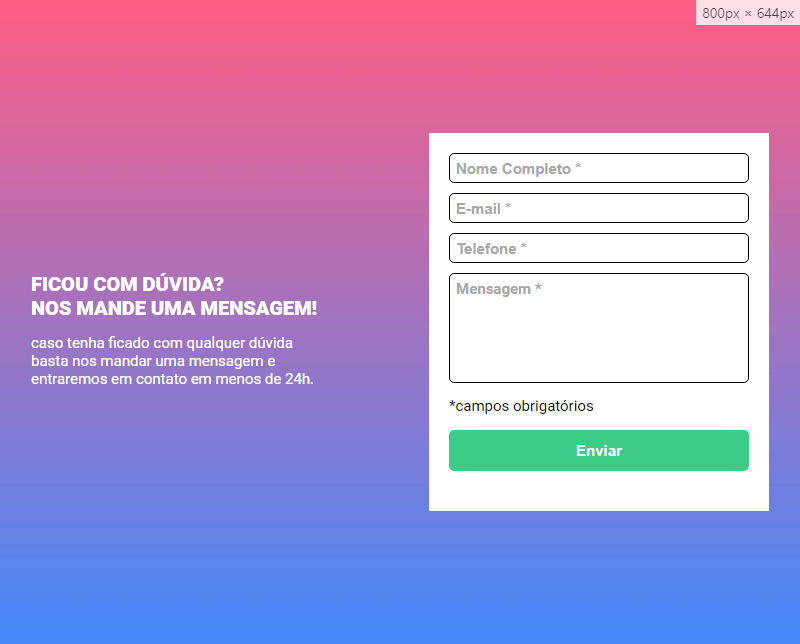 800px × 644px
FICOU COM DÚVIDA?
NOS MANDE UMA MENSAGEM!
caso tenha ficado com qualquer dúvida
basta nos mandar uma mensagem e
entraremos em contato em menos de 24h.
Nome Completo *
E-mail *
Telefone *
Mensagem *
*campos obrigatórios
Enviar